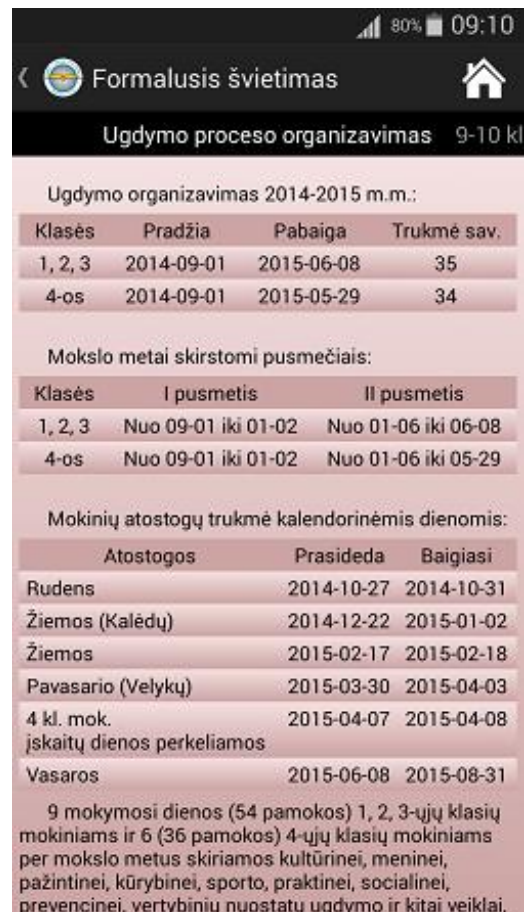 80% 09:10
Formalusis švietimas
Ugdymo proceso organizavimas 9-10 kl
Ugdymo organizavimas 2014-2015 m.m.:
Klasės Pradžia Pabaiga Trukmė sav.
1, 2, 3 2014-09-01 2015-06-08 35
4-os 2014-09-01 2015-05-29 34
Mokslo metai skirstomi pusmečiais:
Klasės I pusmetis II pusmetis
1, 2, 3 Nuo 09-01 iki 01-02 Nuo 01-06 iki 06-08
4-os Nuo 09-01 iki 01-02 Nuo 01-06 iki 05-29
Mokinių atostogų trukmė kalendorinėmis dienomis:
Atostogos Prasideda Baigiasi
Rudens 2014-10-27 2014-10-31
Žiemos (Kalėdų) 2014-12-22 2015-01-02
Žiemos 2015-02-17 2015-02-18
Pavasario (Velykų) 2015-03-30 2015-04-03
4 kl. mok. 2015-04-07 2015-04-08
įskaitų dienos perkeliamos
Vasaros 2015-06-08 2015-08-31
9 mokymosi dienos (54 pamokos) 1, 2, 3-ųjų klasių
mokiniams ir 6 (36 pamokos) 4-ųjų klasių mokiniams
per mokslo metus skiriamos kultūrinei, meninei,
pažintinei, kūrybinei, sporto, praktinei, socialinei,
prevencinei, vertybinių nuostatų ugdymo ir kitai veiklai.